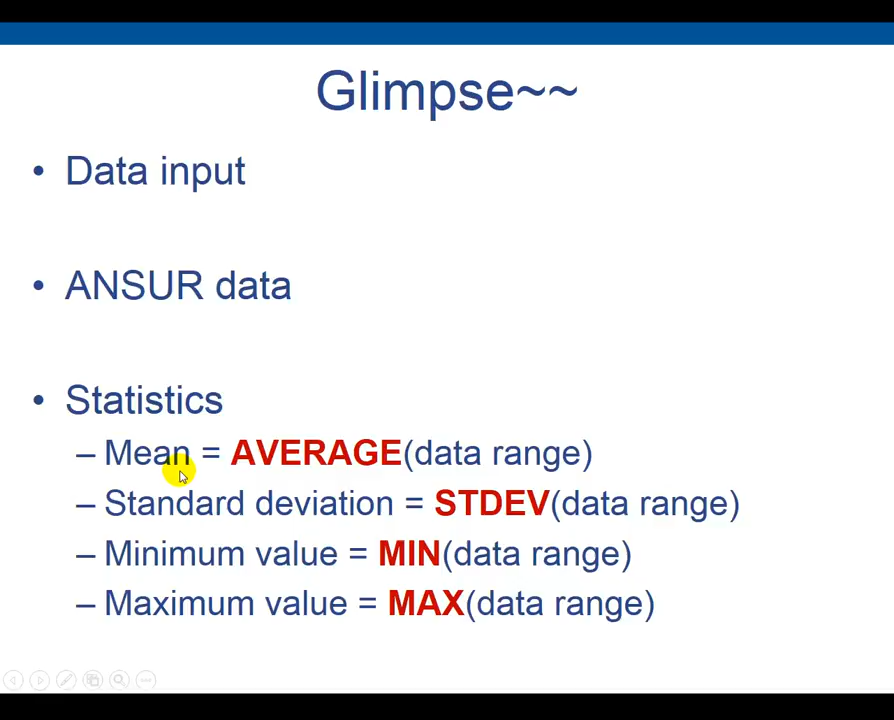 Glimpse~~
• Data input
• ANSUR data
• Statistics
– Mean = AVERAGE(data range)
– Standard deviation = STDEV(data range)
– Minimum value = MIN(data range)
– Maximum value = MAX(data range)